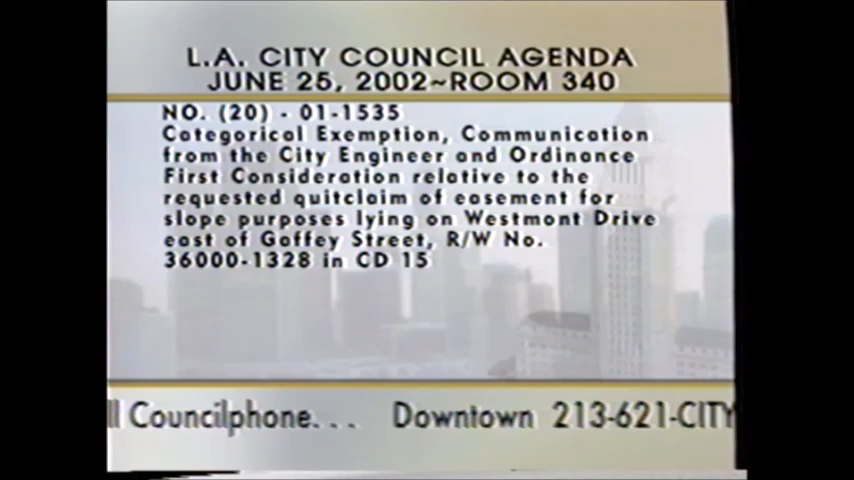 L.A. CITY COUNCIL AGENDA
JUNE 25, 2002~ROOM 340
NO. (20) - 01-1535
Categorical Exemption, Communication
from the City Engineer and Ordinance
First Consideration relative to the
requested quitclaim of easement for
slope purposes lying on Westmont Drive
east of Gaffey Street, R/W No.
36000-1328 in CD 15
ll Councilphone... Downtown 213-621-CITY